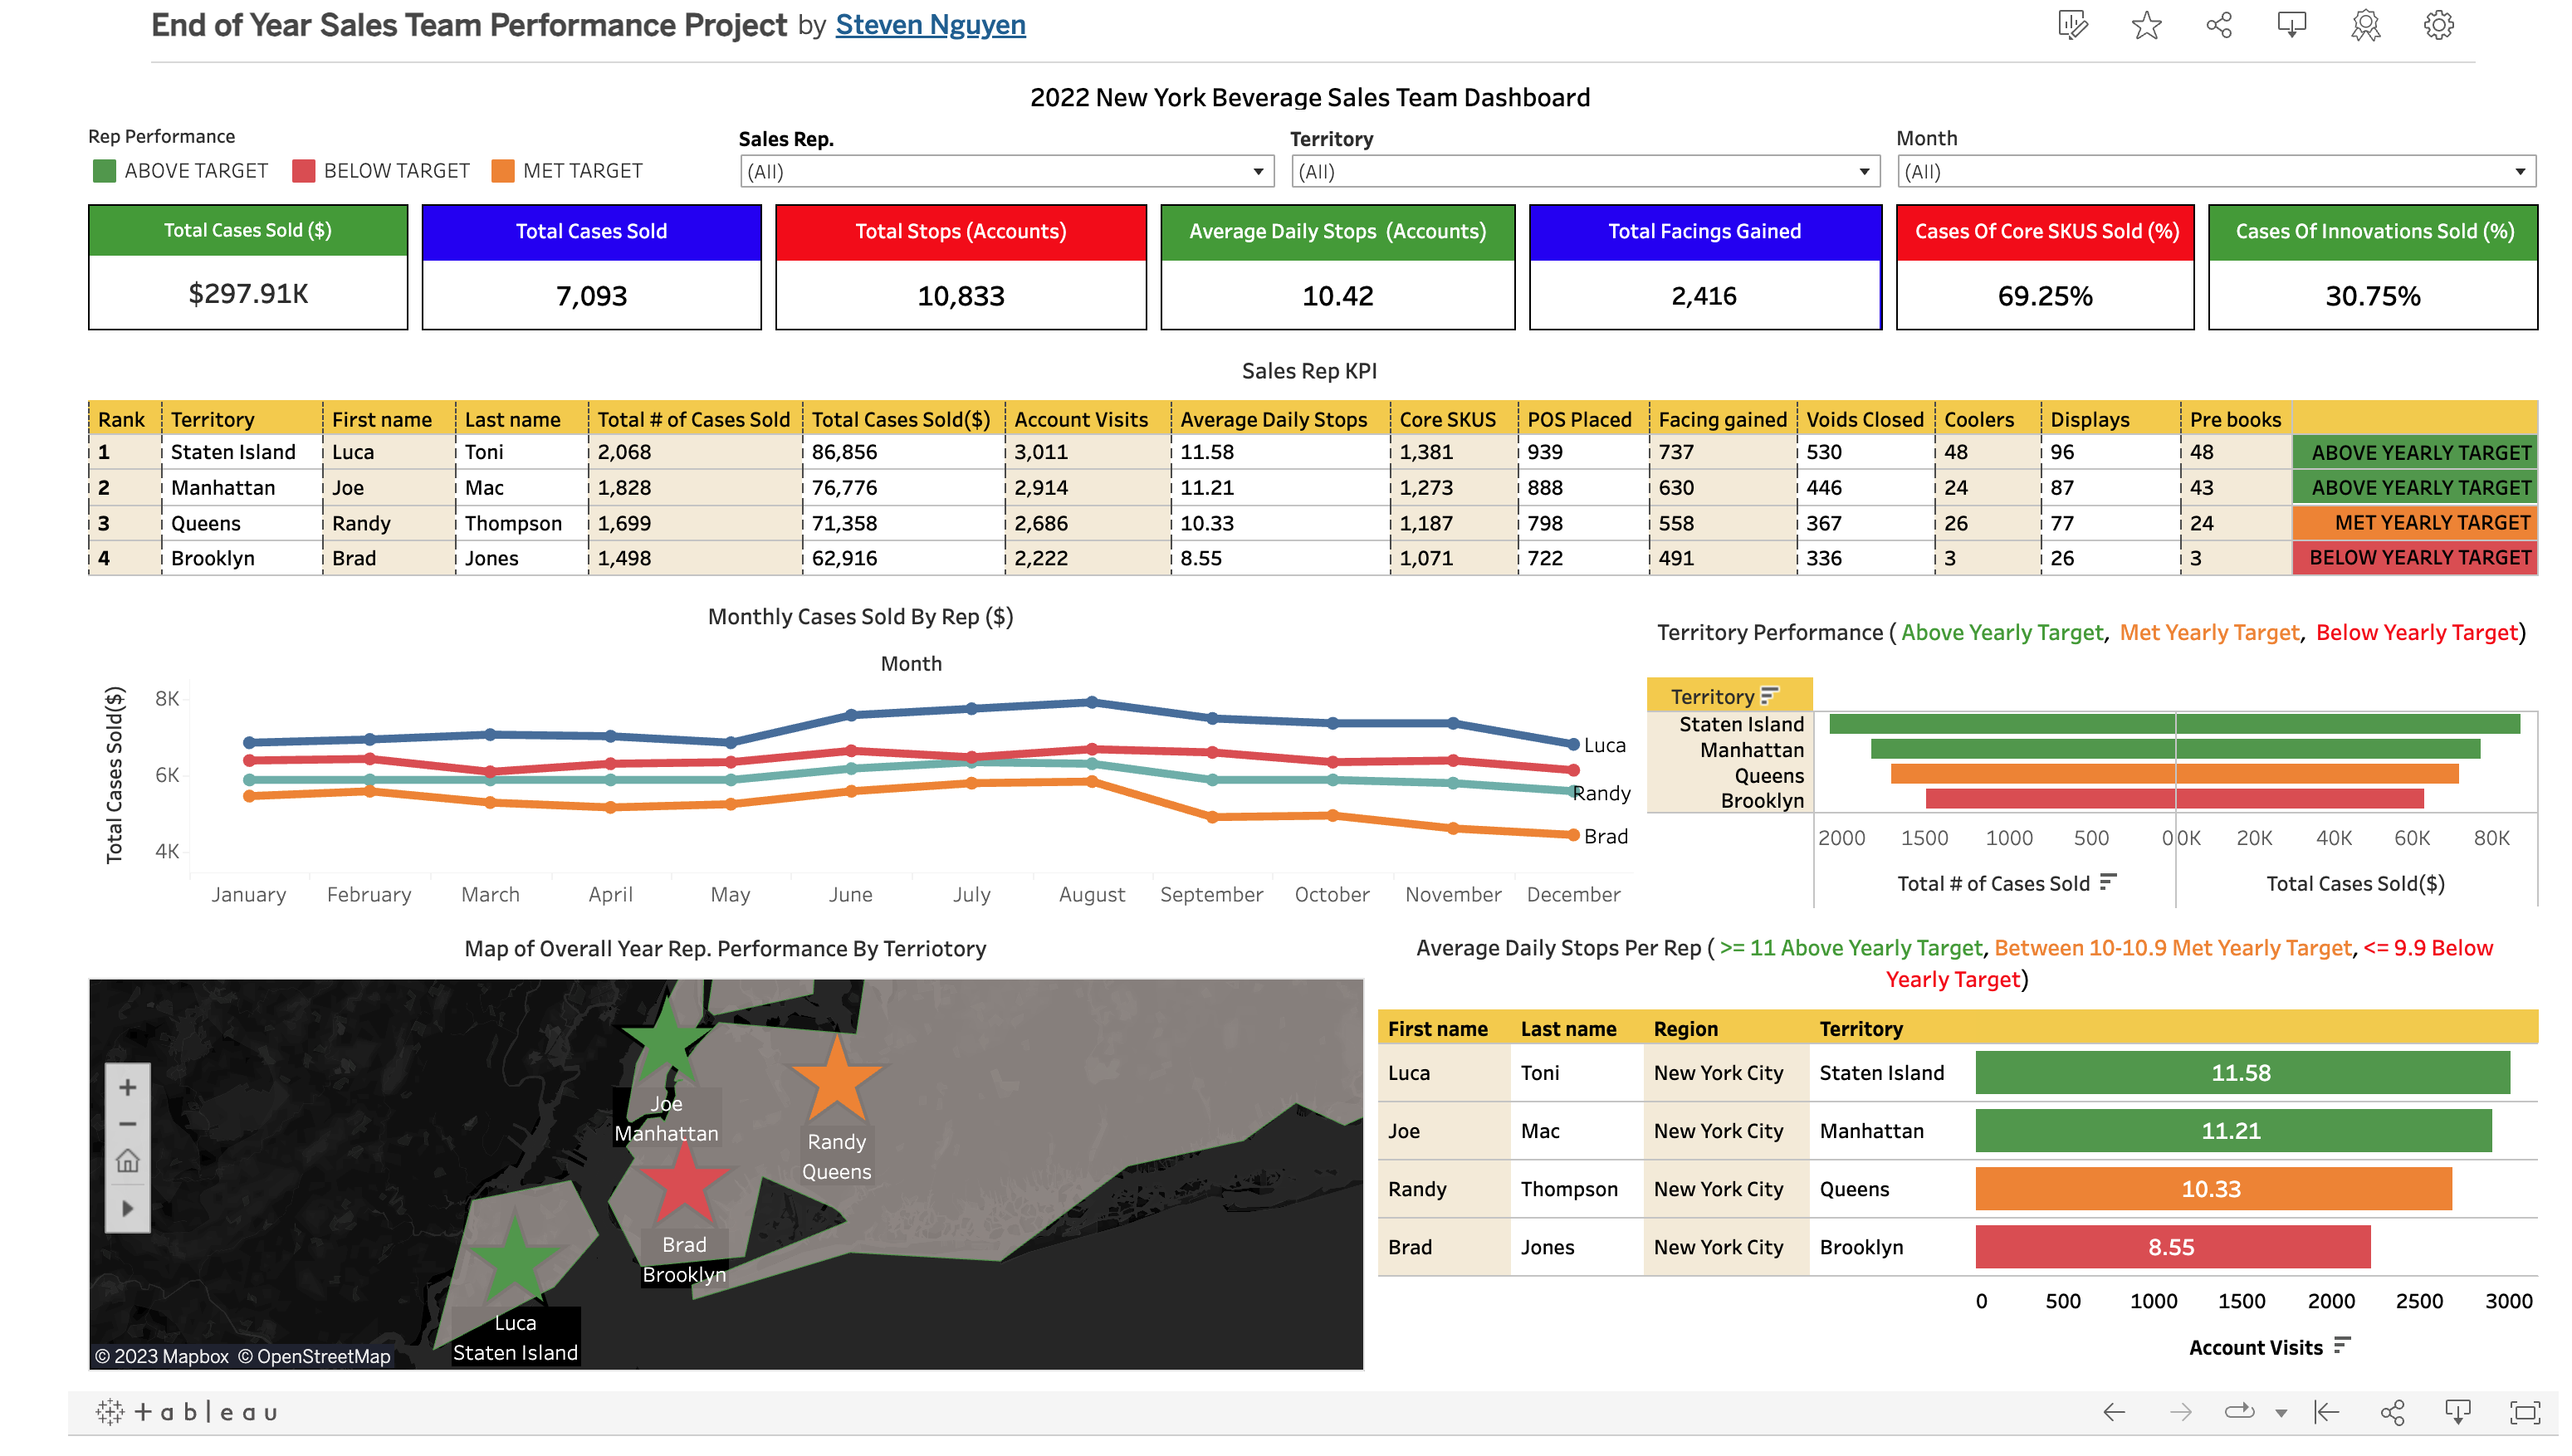 End of Year Sales Team Performance Project by Steven Nguyen
2022 New York Beverage Sales Team Dashboard
Rep Performance
ABOVE TARGET BELOW TARGET MET TARGET
Sales Rep.
(All)
Territory
(All)
Month
(All)
Total Cases Sold ($)
$297.91K
Total Cases Sold
7,093
Total Stops (Accounts)
10,833
Average Daily Stops (Accounts)
10.42
Total Facings Gained
2,416
Cases Of Core SKUS Sold (%)
69.25%
Cases Of Innovations Sold (%)
30.75%
Sales Rep KPI
Rank Territory First name Last name Total # of Cases Sold Total Cases Sold($) Account Visits Average Daily Stops Core SKUS POS Placed Facing gained Voids Closed Coolers Displays Pre books
1 Staten Island Luca Toni 2,068 86,856 3,011 11.58 1,381 939 737 530 48 96 48 ABOVE YEARLY TARGET
2 Manhattan Joe Mac 1,828 76,776 2,914 11.21 1,273 888 630 446 24 87 43 ABOVE YEARLY TARGET
3 Queens Randy Thompson 1,699 71,358 2,686 10.33 1,187 798 558 367 26 77 24 MET YEARLY TARGET
4 Brooklyn Brad Jones 1,498 62,916 2,222 8.55 1,071 722 491 336 3 26 3 BELOW YEARLY TARGET
Monthly Cases Sold By Rep ($)
Month
Total Cases Sold($)
8K
6K
4K
Luca
Randy
Brad
January February March April May June July August September October November December
Territory Performance ( Above Yearly Target, Met Yearly Target, Below Yearly Target)
Territory
Staten Island
Manhattan
Queens
Brooklyn
2000 1500 1000 500 0 0K 20K 40K 60K 80K
Total # of Cases Sold Total Cases Sold($)
Map of Overall Year Rep. Performance By Terriotory
Joe
Manhattan
Randy
Queens
Brad
Brooklyn
Luca
Staten Island
© 2023 Mapbox © OpenStreetMap
Average Daily Stops Per Rep ( >= 11 Above Yearly Target, Between 10-10.9 Met Yearly Target, <= 9.9 Below
Yearly Target)
First name Last name Region Territory
Luca Toni New York City Staten Island 11.58
Joe Mac New York City Manhattan 11.21
Randy Thompson New York City Queens 10.33
Brad Jones New York City Brooklyn 8.55
0 500 1000 1500 2000 2500 3000
Account Visits
+ a b l e a u